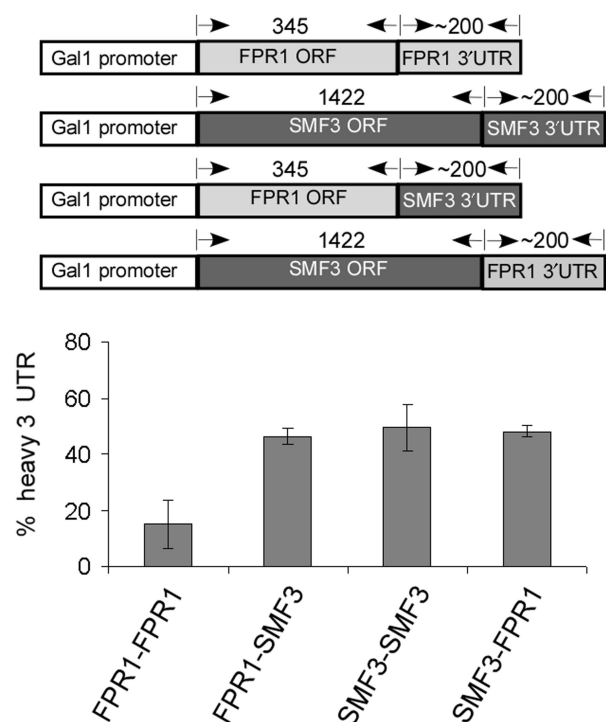 345 ~200
Gal1 promoter FPR1 ORF FPR1 3′UTR
1422 ~200
Gal1 promoter SMF3 ORF SMF3 3′UTR
345 ~200
Gal1 promoter FPR1 ORF SMF3 3′UTR
1422 ~200
Gal1 promoter SMF3 ORF FPR1 3′UTR
% heavy 3 UTR
80
60
40
20
0
FPR1-FPR1
FPR1-SMF3
SMF3-SMF3
SMF3-FPR1